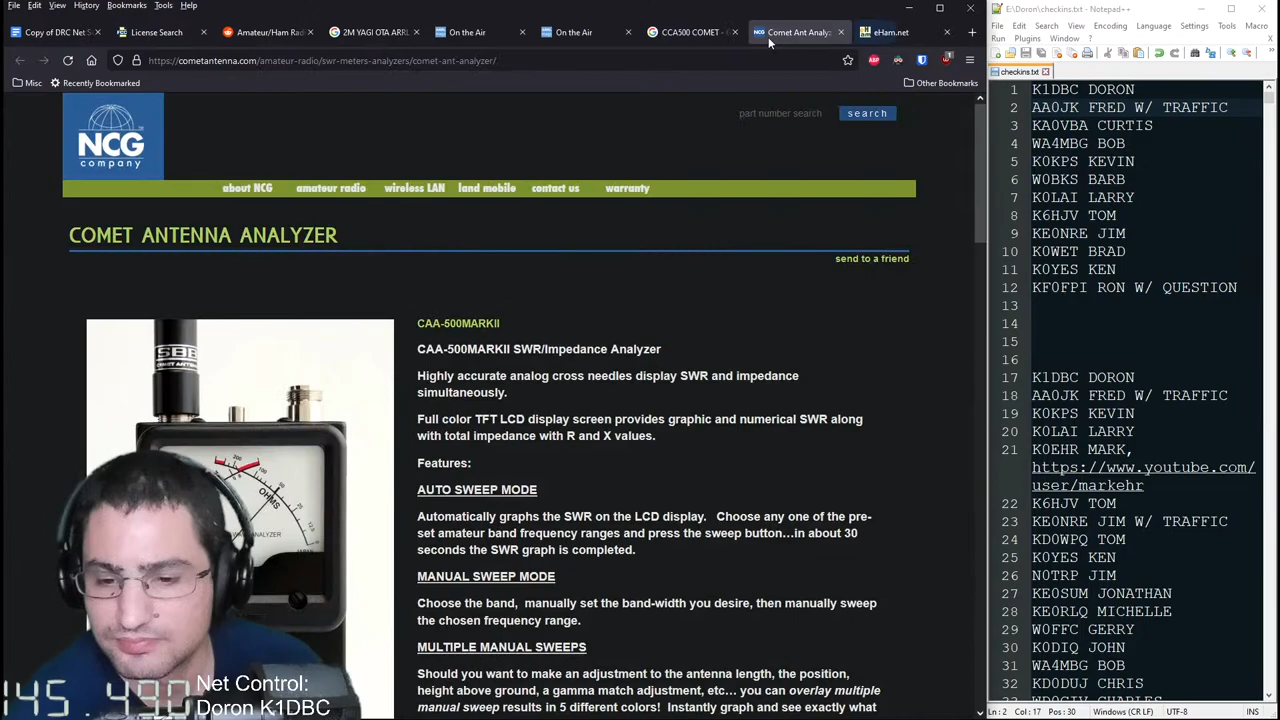 File Edit View History Bookmarks Tools Help
Copy of DRC Net S
License Search
Amateur/Ham
YAGI OTA ARRO
For the Air
For the Air
CCA500 COMET -
Comet Ant Analyz
eHam.net
https://cometantenna.com/
Misc Recently Bookmarked Other Bookmarks
NCG
company
part number search search
about NCG amateur radio wireless LAN land mobile contact us warranty
COMET ANTENNA ANALYZER
send to a friend
CAA-500MARKII
CAA-500MARKII SWR/Impedance Analyzer
Highly accurate analog cross needles display SWR and impedance
simultaneously.
Full color TFT LCD display screen provides graphic and numerical SWR along
with total impedance with R and X values.
Features:
AUTO SWEEP MODE
Automatically graphs the SWR on the LCD display. Choose any one of the pre-
set amateur band frequency ranges and press the sweep button...in about 30
seconds the SWR graph is completed.
MANUAL SWEEP MODE
Choose the band, manually set the band-width you desire, then manually sweep
the chosen frequency range.
MULTIPLE MANUAL SWEEPS
Should you want to make an adjustment to the antenna length, the position,
height above ground, a gamma match adjustment, etc... you can overlay multiple
manual sweep results in 5 different colors! Instantly graph and see exactly what
SBB
COMET ANTENNA
OHMS
145.490
Net Control:
Doron K1DBC
E:\Doron\checkins.txt - Notepad++
File Edit Search View Encoding Language Settings Tools Macro
Run Plugins Window ? X
checkins.txt
1 K1DBC DORON
2 AA0JK FRED W/ TRAFFIC
3 KA0VBA CURTIS
4 WA4MBG BOB
5 K0KPS KEVIN
6 W0BKS BARB
7 K0LAI LARRY
8 K6HJV TOM
9 KE0NRE JIM
10 K0WET BRAD
11 K0YES KEN
12 KF0FPI RON W/ QUESTION
13
14
15
16
17 K1DBC DORON
18 AA0JK FRED W/ TRAFFIC
19 K0KPS KEVIN
20 K0LAI LARRY
21 K0EHR MARK,
https://www.youtube.com/
user/markehr
22 K6HJV TOM
23 KE0NRE JIM W/ TRAFFIC
24 KD0WPQ TOM
25 K0YES KEN
26 N0TRP JIM
27 KE0SUM JONATHAN
28 KE0RLQ MICHELLE
29 W0FFC GERRY
30 K0DIQ JOHN
31 WA4MBG BOB
32 KD0DUJ CHRIS
Ln : 2 Col : 17 Pos : 30 Windows (CR LF) UTF-8 INS